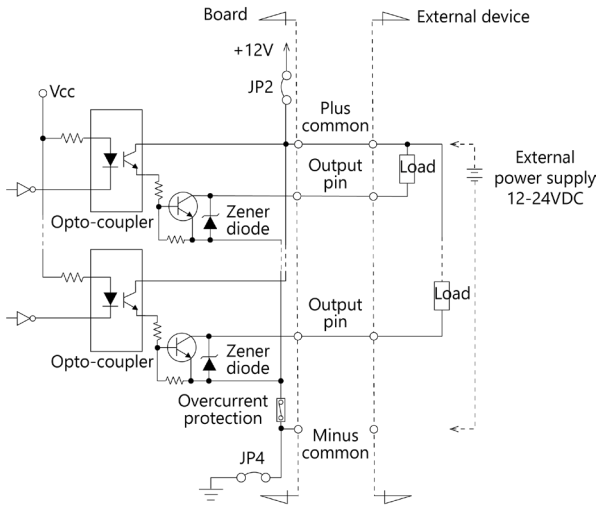 Board
External device
+12V
JP2
Vcc
Plus
common
Output
pin
Load
External
power supply
12-24VDC
Opto-coupler
Zener
diode
Load
Output
pin
Opto-coupler
Zener
diode
Overcurrent
protection
Minus
common
JP4